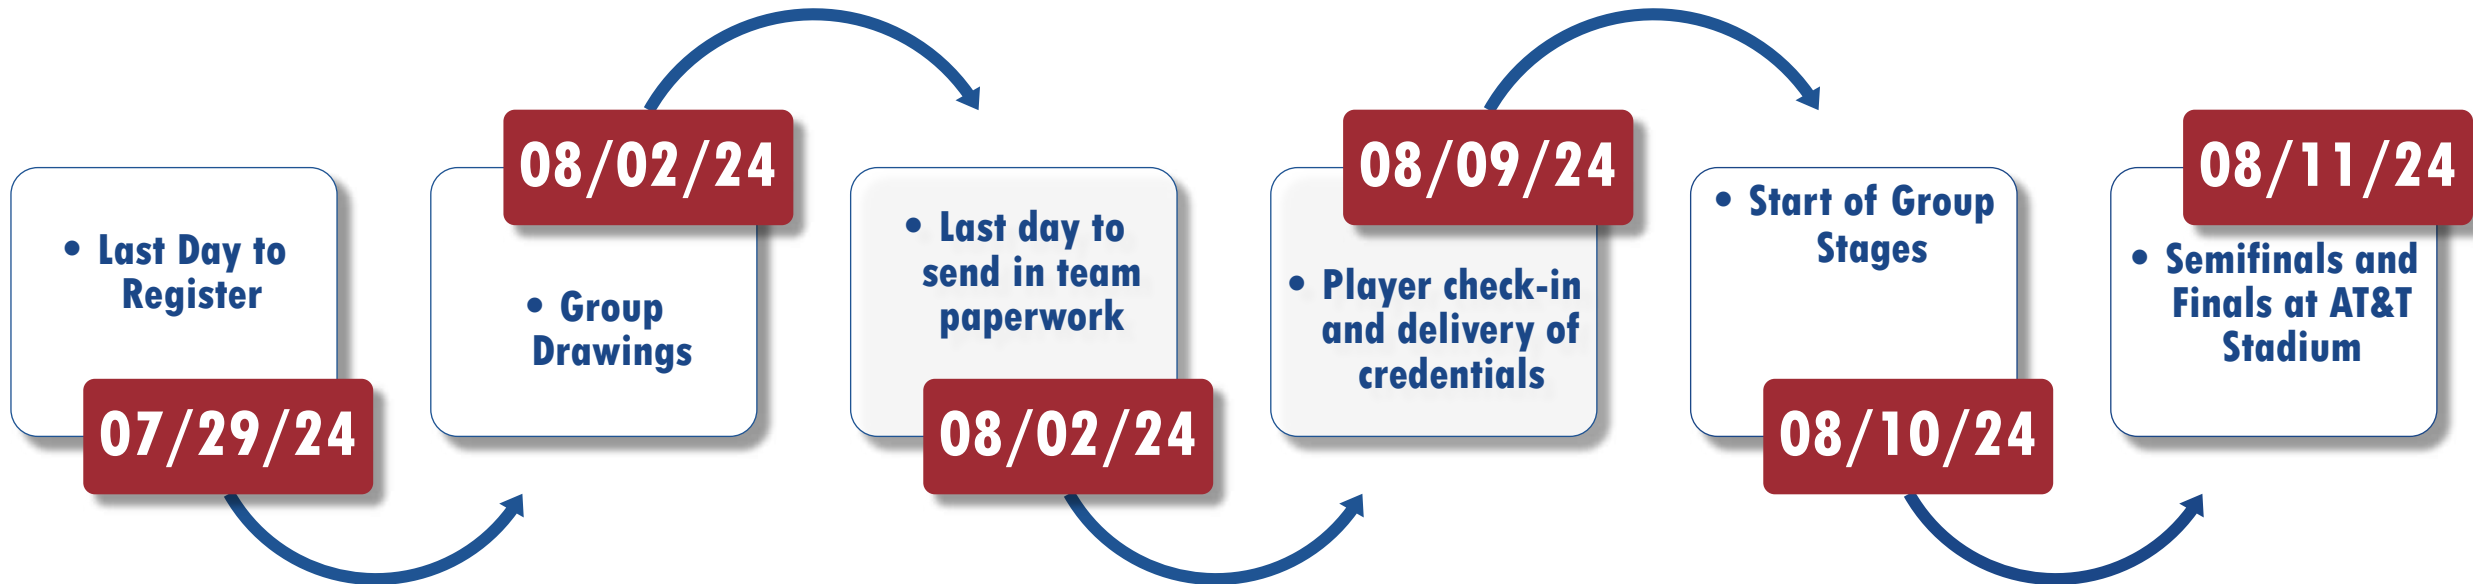 • Last Day to
Register
07/29/24
08/02/24
• Group
Drawings
• Last day to
send in team
paperwork
08/02/24
08/09/24
• Player check-in
and delivery of
credentials
• Start of Group
Stages
08/10/24
08/11/24
• Semifinals and
Finals at AT&T
Stadium